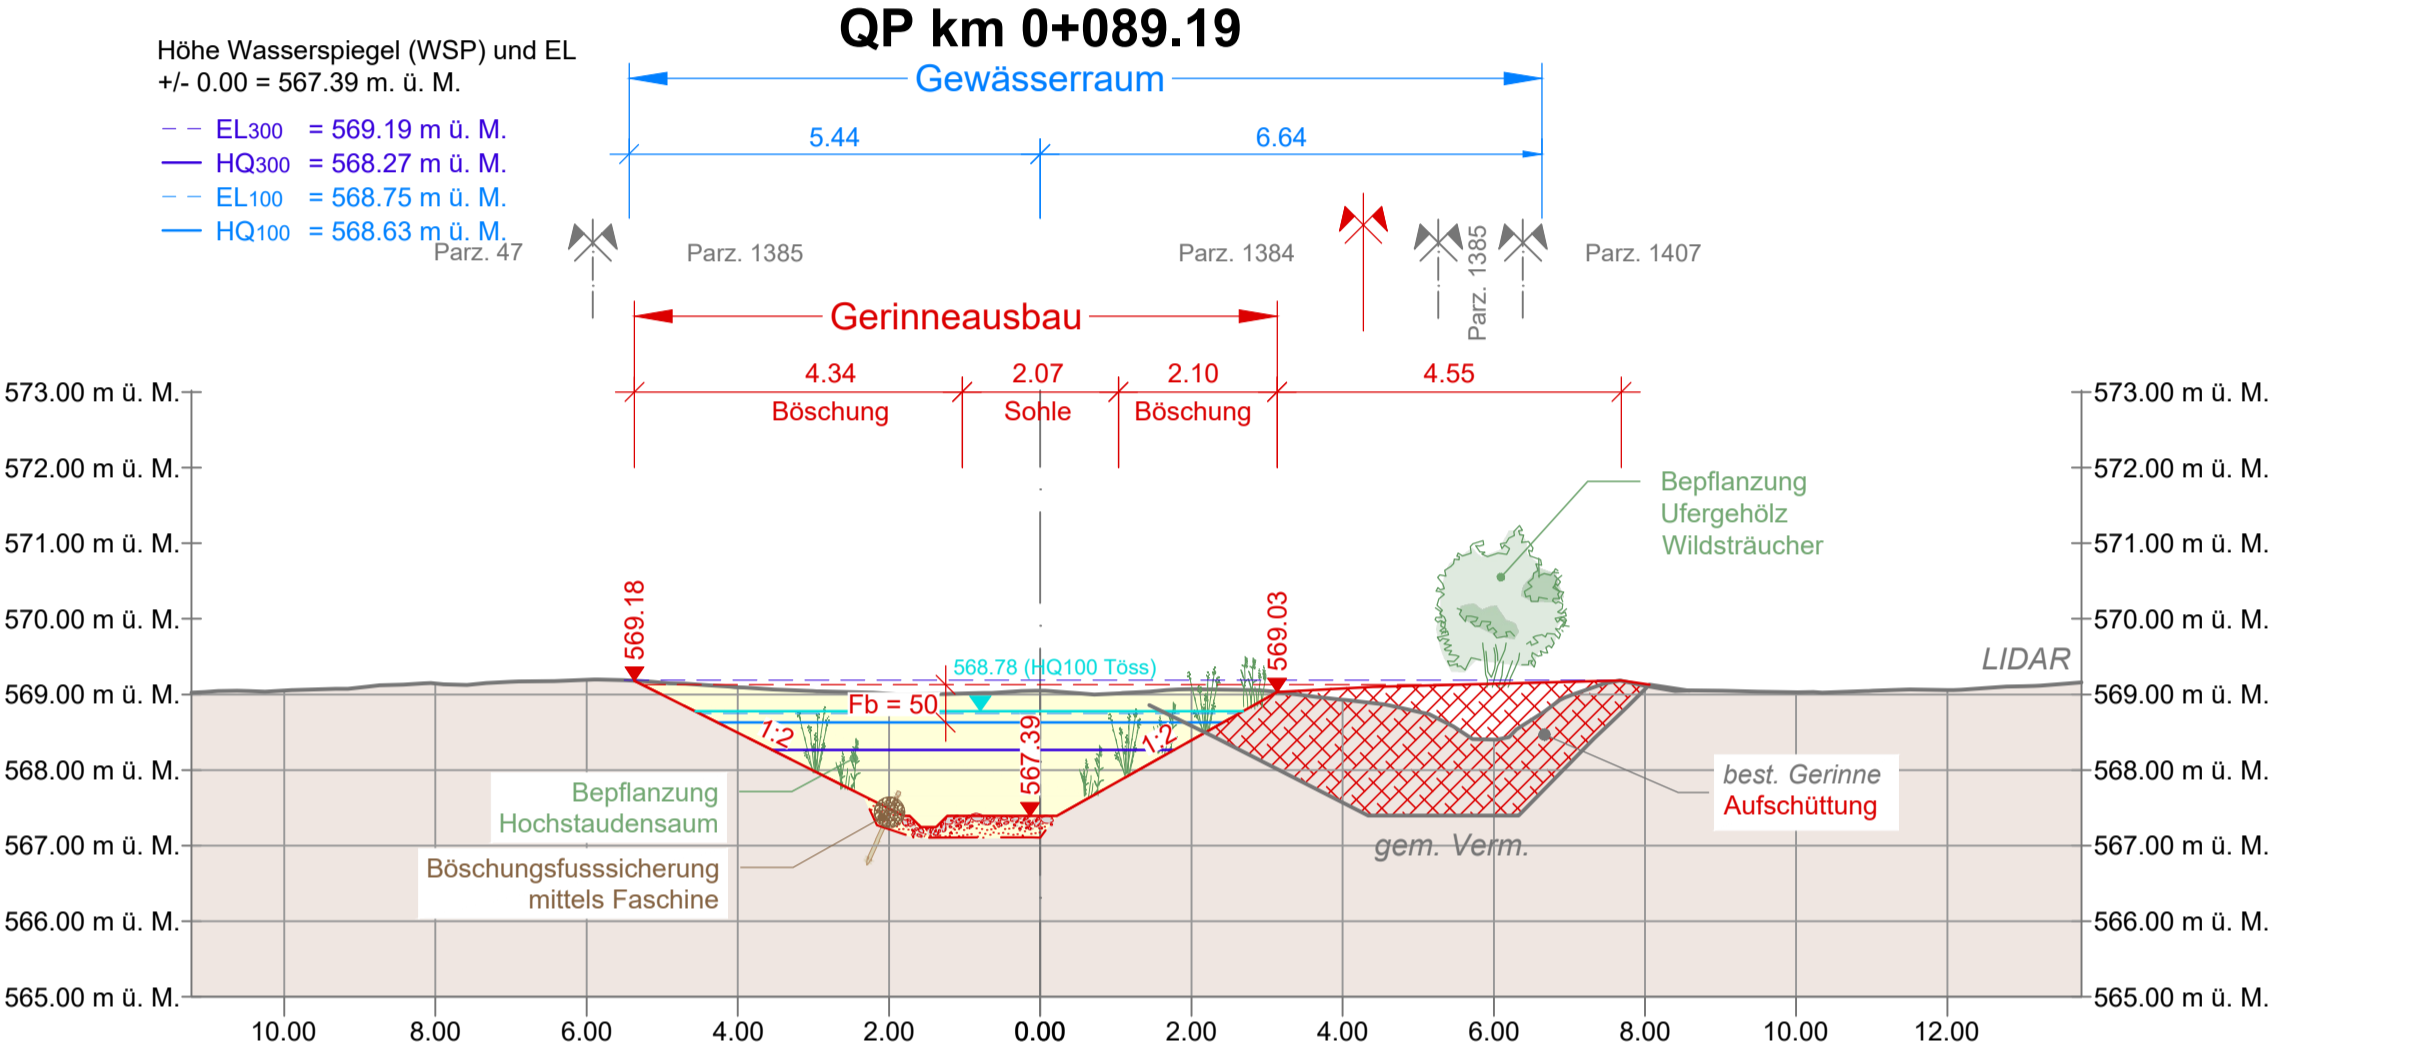 QP km 0+089.19
Höhe Wasserspiegel (WSP) und EL
+/- 0.00 = 567.39 m. ü. M.
EL300 = 569.19 m ü. M.
HQ300 = 568.27 m ü. M.
EL100 = 568.75 m ü. M.
HQ100 = 568.63 m ü. M.
Gewässerraum
5.44 6.64
Parz. 47 Parz. 1385 Parz. 1384 Parz. 1385 Parz. 1407
Gerinneausbau
4.34 2.07 2.10 4.55
Böschung Sohle Böschung
573.00 m ü. M. 573.00 m ü. M.
572.00 m ü. M. 572.00 m ü. M.
571.00 m ü. M. 571.00 m ü. M.
570.00 m ü. M. 570.00 m ü. M.
569.00 m ü. M. 569.00 m ü. M.
568.00 m ü. M. 568.00 m ü. M.
567.00 m ü. M. 567.00 m ü. M.
566.00 m ü. M. 566.00 m ü. M.
565.00 m ü. M. 565.00 m ü. M.
Bepflanzung
Ufergehölz
Wildsträucher
LIDAR
569.18
569.03
568.78 (HQ100 Töss)
Fb = 50
567.39
1:2
1:2
Bepflanzung
Hochstaudensaum
Böschungsfusssicherung
mittels Faschine
best. Gerinne
Aufschüttung
gem. Verm.
10.00 8.00 6.00 4.00 2.00 0.00 2.00 4.00 6.00 8.00 10.00 12.00